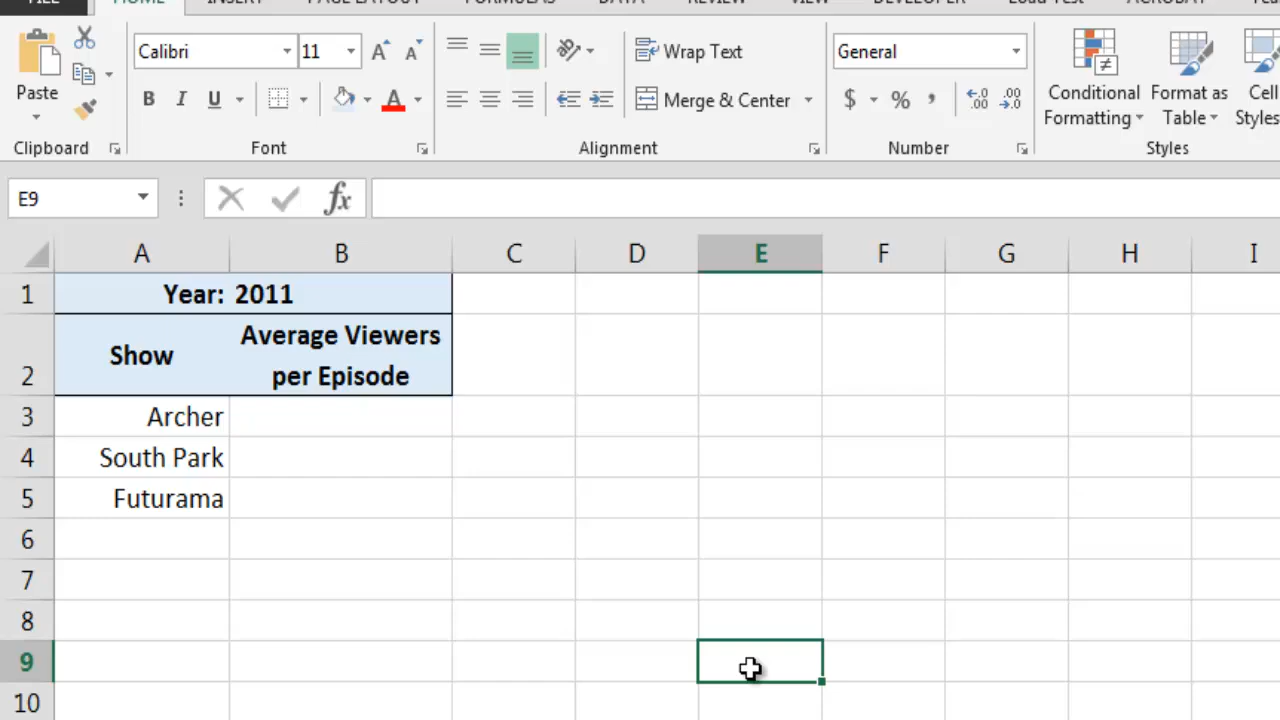 FILE HOME INSERT PAGE LAYOUT FORMULAS DATA REVIEW VIEW DEVELOPER Load Test ACROBAT
Calibri 11 Wrap Text General
Paste B I U Merge & Center $ % , Conditional Formatting Format as Table Cell Styles
Clipboard Font Alignment Number Styles
E9 fx
A B C D E F G H I
1 Year: 2011
2 Show Average Viewers per Episode
3 Archer
4 South Park
5 Futurama
6
7
8
9
10